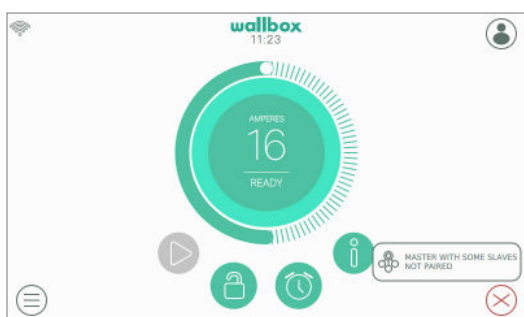 wallbox
11:23
AMPERES
16
READY
MASTER WITH SOME SLAVES
NOT PAIRED